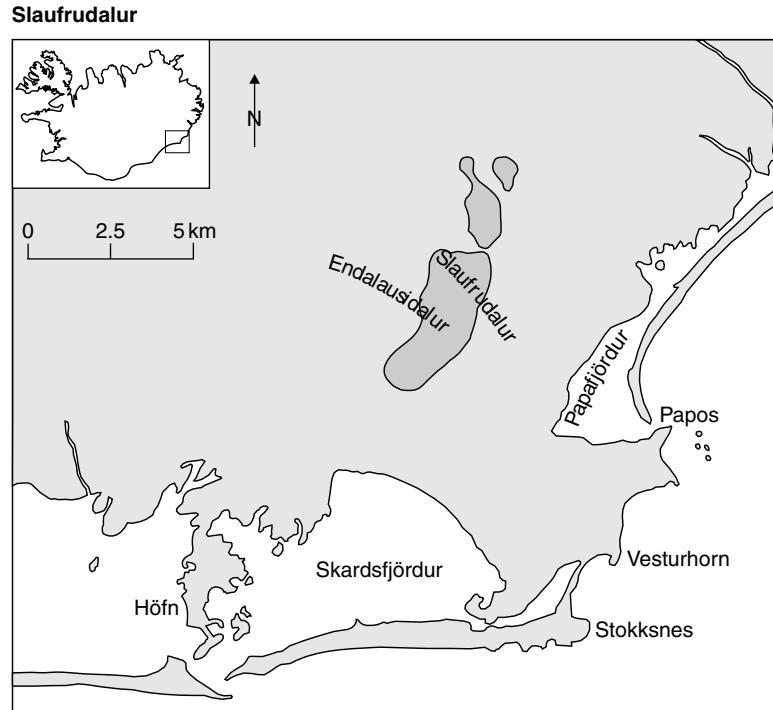 Slaufrudalur
N
0 2.5 5 km
Endalausidalur
Slaufrudalur
Papafjördur
Papos
Skardsfjördur
Vesturhorn
Höfn
Stokksnes